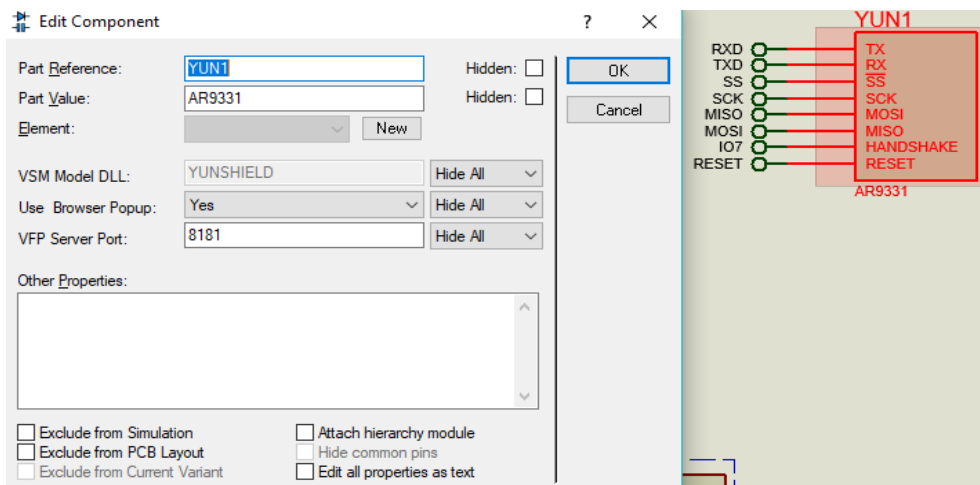 Edit Component
?
Part Reference:
YUN1
Hidden:
OK
Part Value:
AR9331
Hidden:
Cancel
Element:
New
VSM Model DLL:
YUNSHIELD
Hide All
Use Browser Popup:
Yes
Hide All
VFP Server Port:
8181
Hide All
Other Properties:
Exclude from Simulation
Attach hierarchy module
Exclude from PCB Layout
Hide common pins
Exclude from Current Variant
Edit all properties as text
YUN1
RXD TX
TXD RX
SS SS
SCK SCK
MISO MOSI
MOSI MISO
IO7 HANDSHAKE
RESET RESET
AR9331